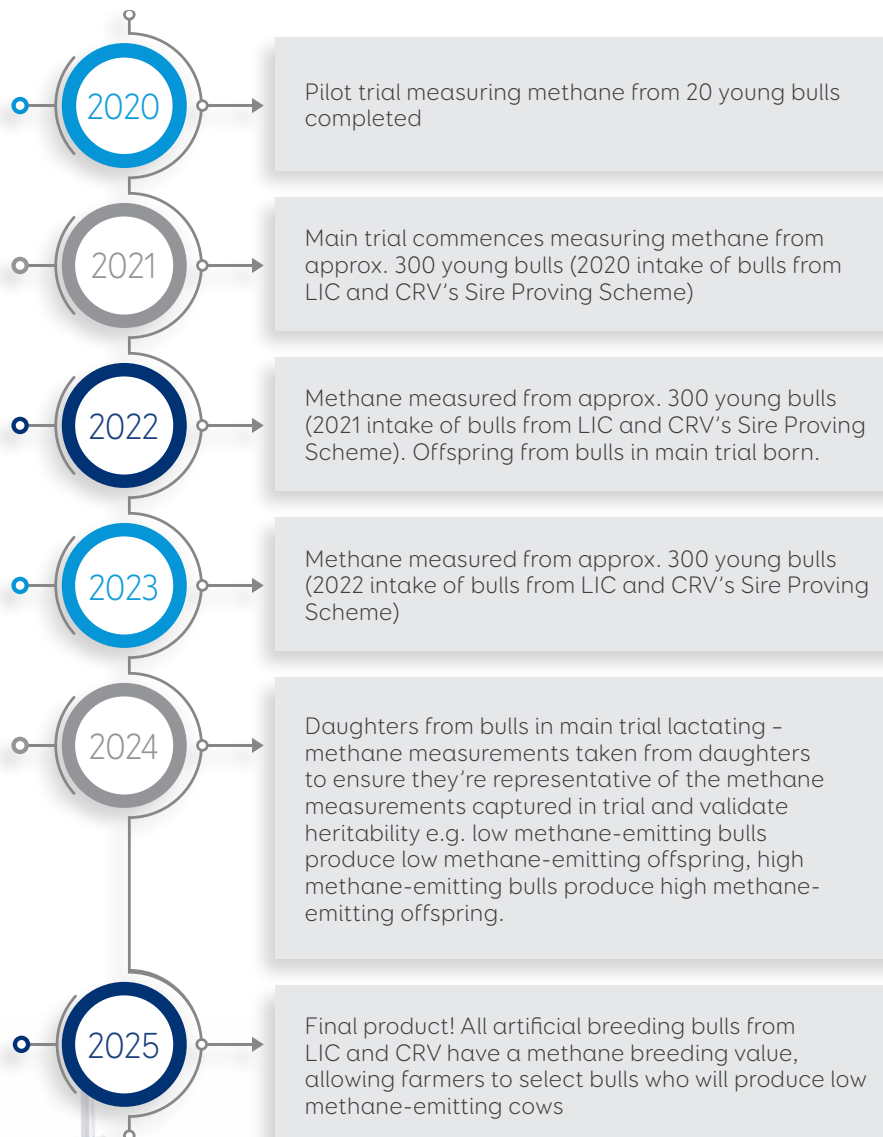 2020
Pilot trial measuring methane from 20 young bulls
completed
2021
Main trial commences measuring methane from
approx. 300 young bulls (2020 intake of bulls from
LIC and CRV's Sire Proving Scheme)
2022
Methane measured from approx. 300 young bulls
(2021 intake of bulls from LIC and CRV's Sire Proving
Scheme). Offspring from bulls in main trial born.
2023
Methane measured from approx. 300 young bulls
(2022 intake of bulls from LIC and CRV's Sire Proving
Scheme)
2024
Daughters from bulls in main trial lactating –
methane measurements taken from daughters
to ensure they're representative of the methane
measurements captured in trial and validate
heritability e.g. low methane-emitting bulls
produce low methane-emitting offspring, high
methane-emitting bulls produce high methane-
emitting offspring.
2025
Final product! All artificial breeding bulls from
LIC and CRV have a methane breeding value,
allowing farmers to select bulls who will produce low
methane-emitting cows